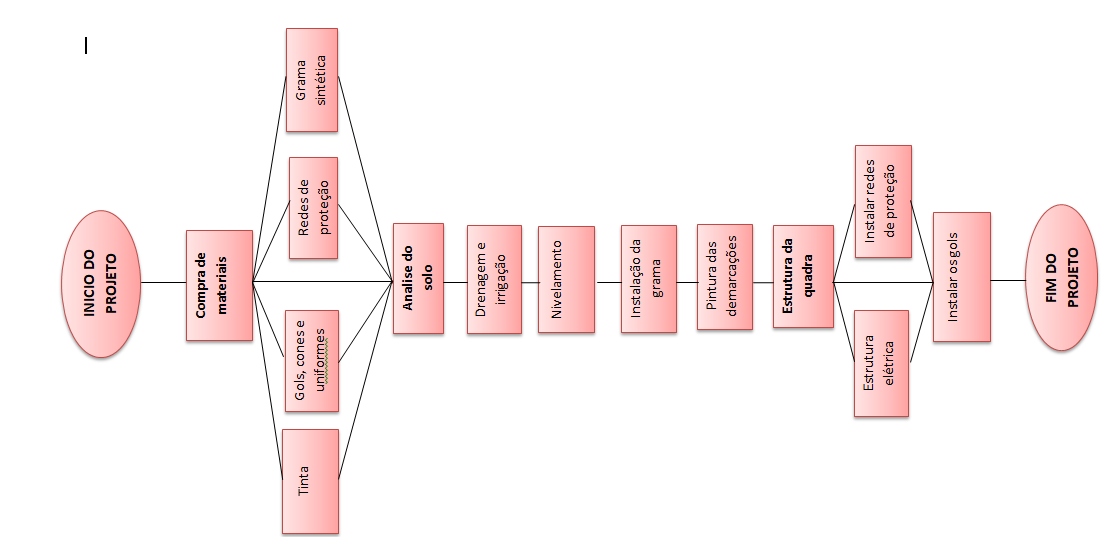 INICIO DO
PROJETO
Compra de
materiais
Grama
sintética
Redes de
proteção
Gols, cones e
uniformes
Tinta
Analise do
solo
Drenagem e
irrigação
Nivelamento
Instalação da
grama
Pintura das
demarcações
Estrutura da
quadra
Instalar redes
de proteção
Estrutura
elétrica
Instalar os gols
FIM DO
PROJETO